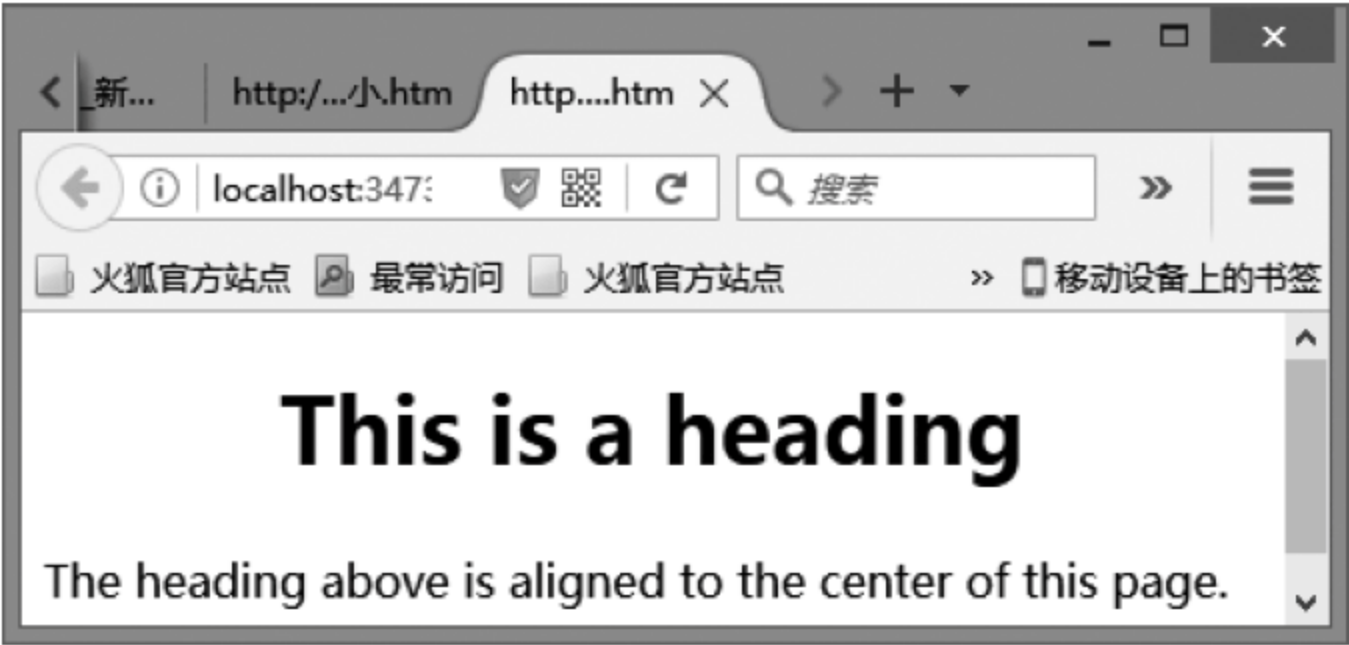 _新...  http:/...小.htm  http....htm
localhost:347  搜索
火狐官方站点  最常访问  火狐官方站点  移动设备上的书签
This is a heading
The heading above is aligned to the center of this page.